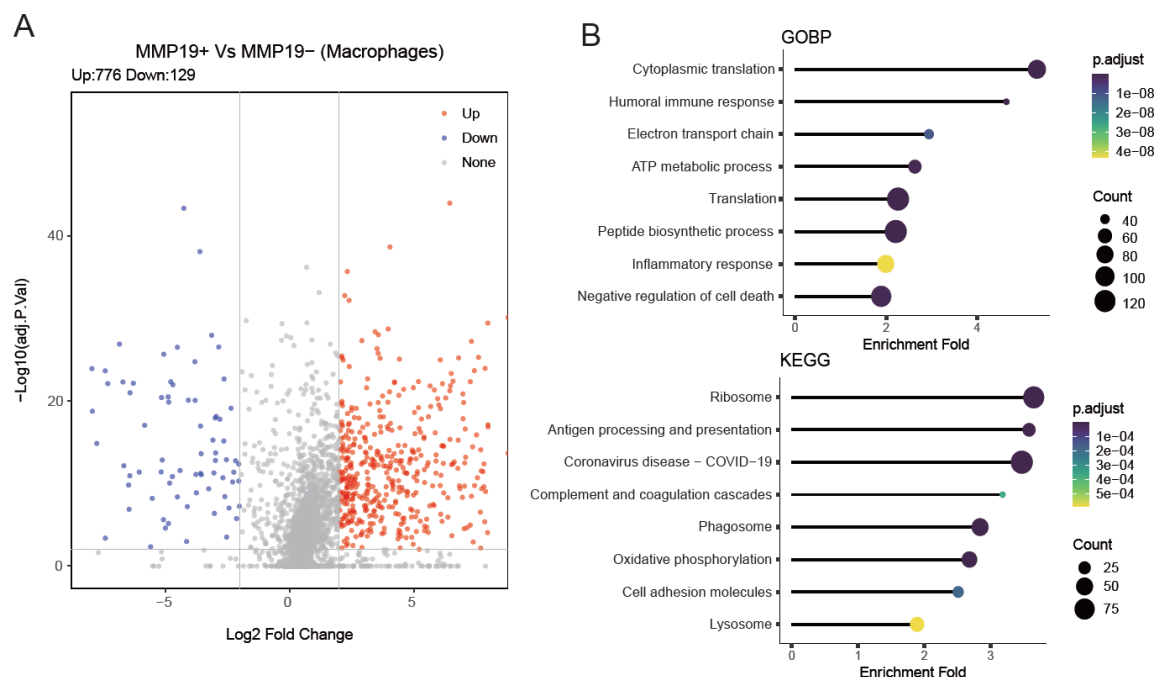 A
MMP19+ Vs MMP19− (Macrophages)
Up:776 Down:129
Up
Down
None
40
20
0
−5
0
5
−Log10(adj.P.Val)
Log2 Fold Change
B
GOBP
Cytoplasmic translation
Humoral immune response
Electron transport chain
ATP metabolic process
Translation
Peptide biosynthetic process
Inflammatory response
Negative regulation of cell death
0
2
4
Enrichment Fold
p.adjust
1e−08
2e−08
3e−08
4e−08
Count
40
60
80
100
120
KEGG
Ribosome
Antigen processing and presentation
Coronavirus disease − COVID−19
Complement and coagulation cascades
Phagosome
Oxidative phosphorylation
Cell adhesion molecules
Lysosome
0
1
2
3
Enrichment Fold
p.adjust
1e−04
2e−04
3e−04
4e−04
5e−04
Count
25
50
75